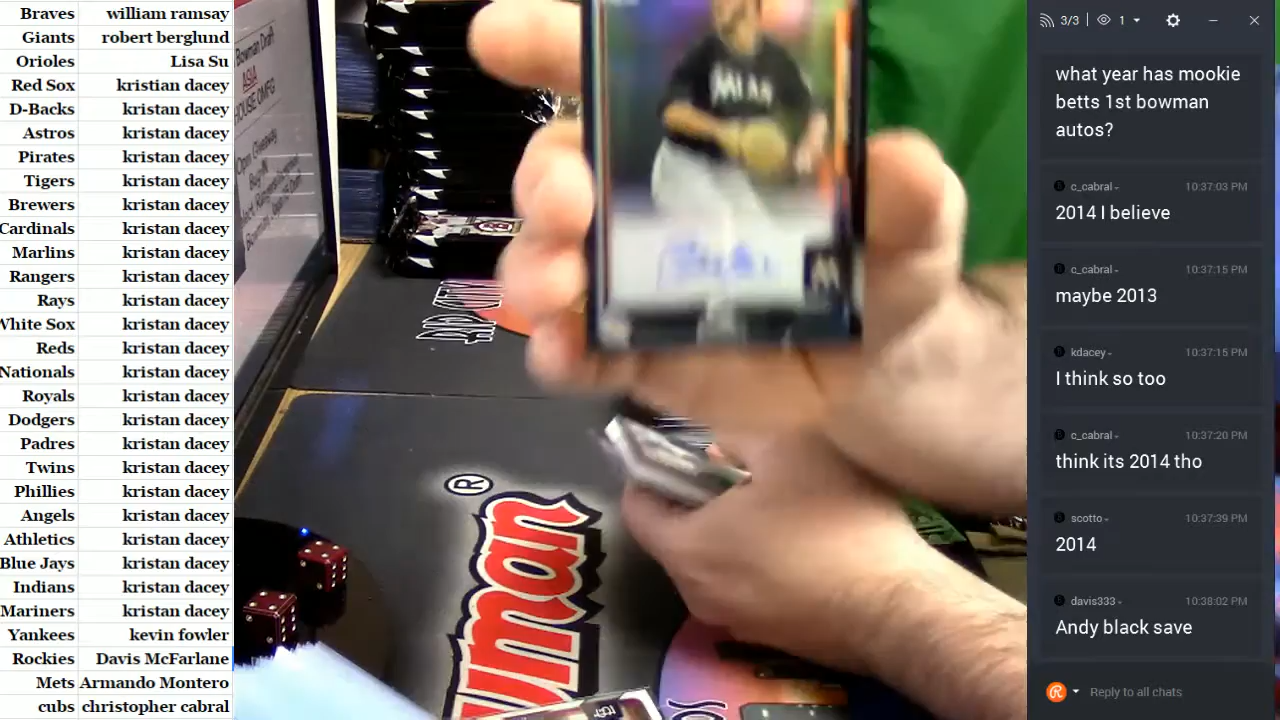 Braves william ramsay
Giants robert berglund
Orioles Lisa Su
Red Sox kristian dacey
D-Backs kristan dacey
Astros kristan dacey
Pirates kristan dacey
Tigers kristan dacey
Brewers kristan dacey
Cardinals kristan dacey
Marlins kristan dacey
Rangers kristan dacey
Rays kristan dacey
White Sox kristan dacey
Reds kristan dacey
Nationals kristan dacey
Royals kristan dacey
Dodgers kristan dacey
Padres kristan dacey
Twins kristan dacey
Phillies kristan dacey
Angels kristan dacey
Athletics kristan dacey
Blue Jays kristan dacey
Indians kristan dacey
Mariners kristan dacey
Yankees kevin fowler
Rockies Davis McFarlane
Mets Armando Montero
cubs christopher cabral
Bowman Draft
ASIA
HOUSE OMFG
RIP CITY
®
wman
3/3 1
what year has mookie
betts 1st bowman
autos?
c_cabral 10:37:03 PM
2014 I believe
c_cabral 10:37:15 PM
maybe 2013
kdacey 10:37:15 PM
I think so too
c_cabral 10:37:20 PM
think its 2014 tho
scotto 10:37:39 PM
2014
davis333 10:38:02 PM
Andy black save
Reply to all chats